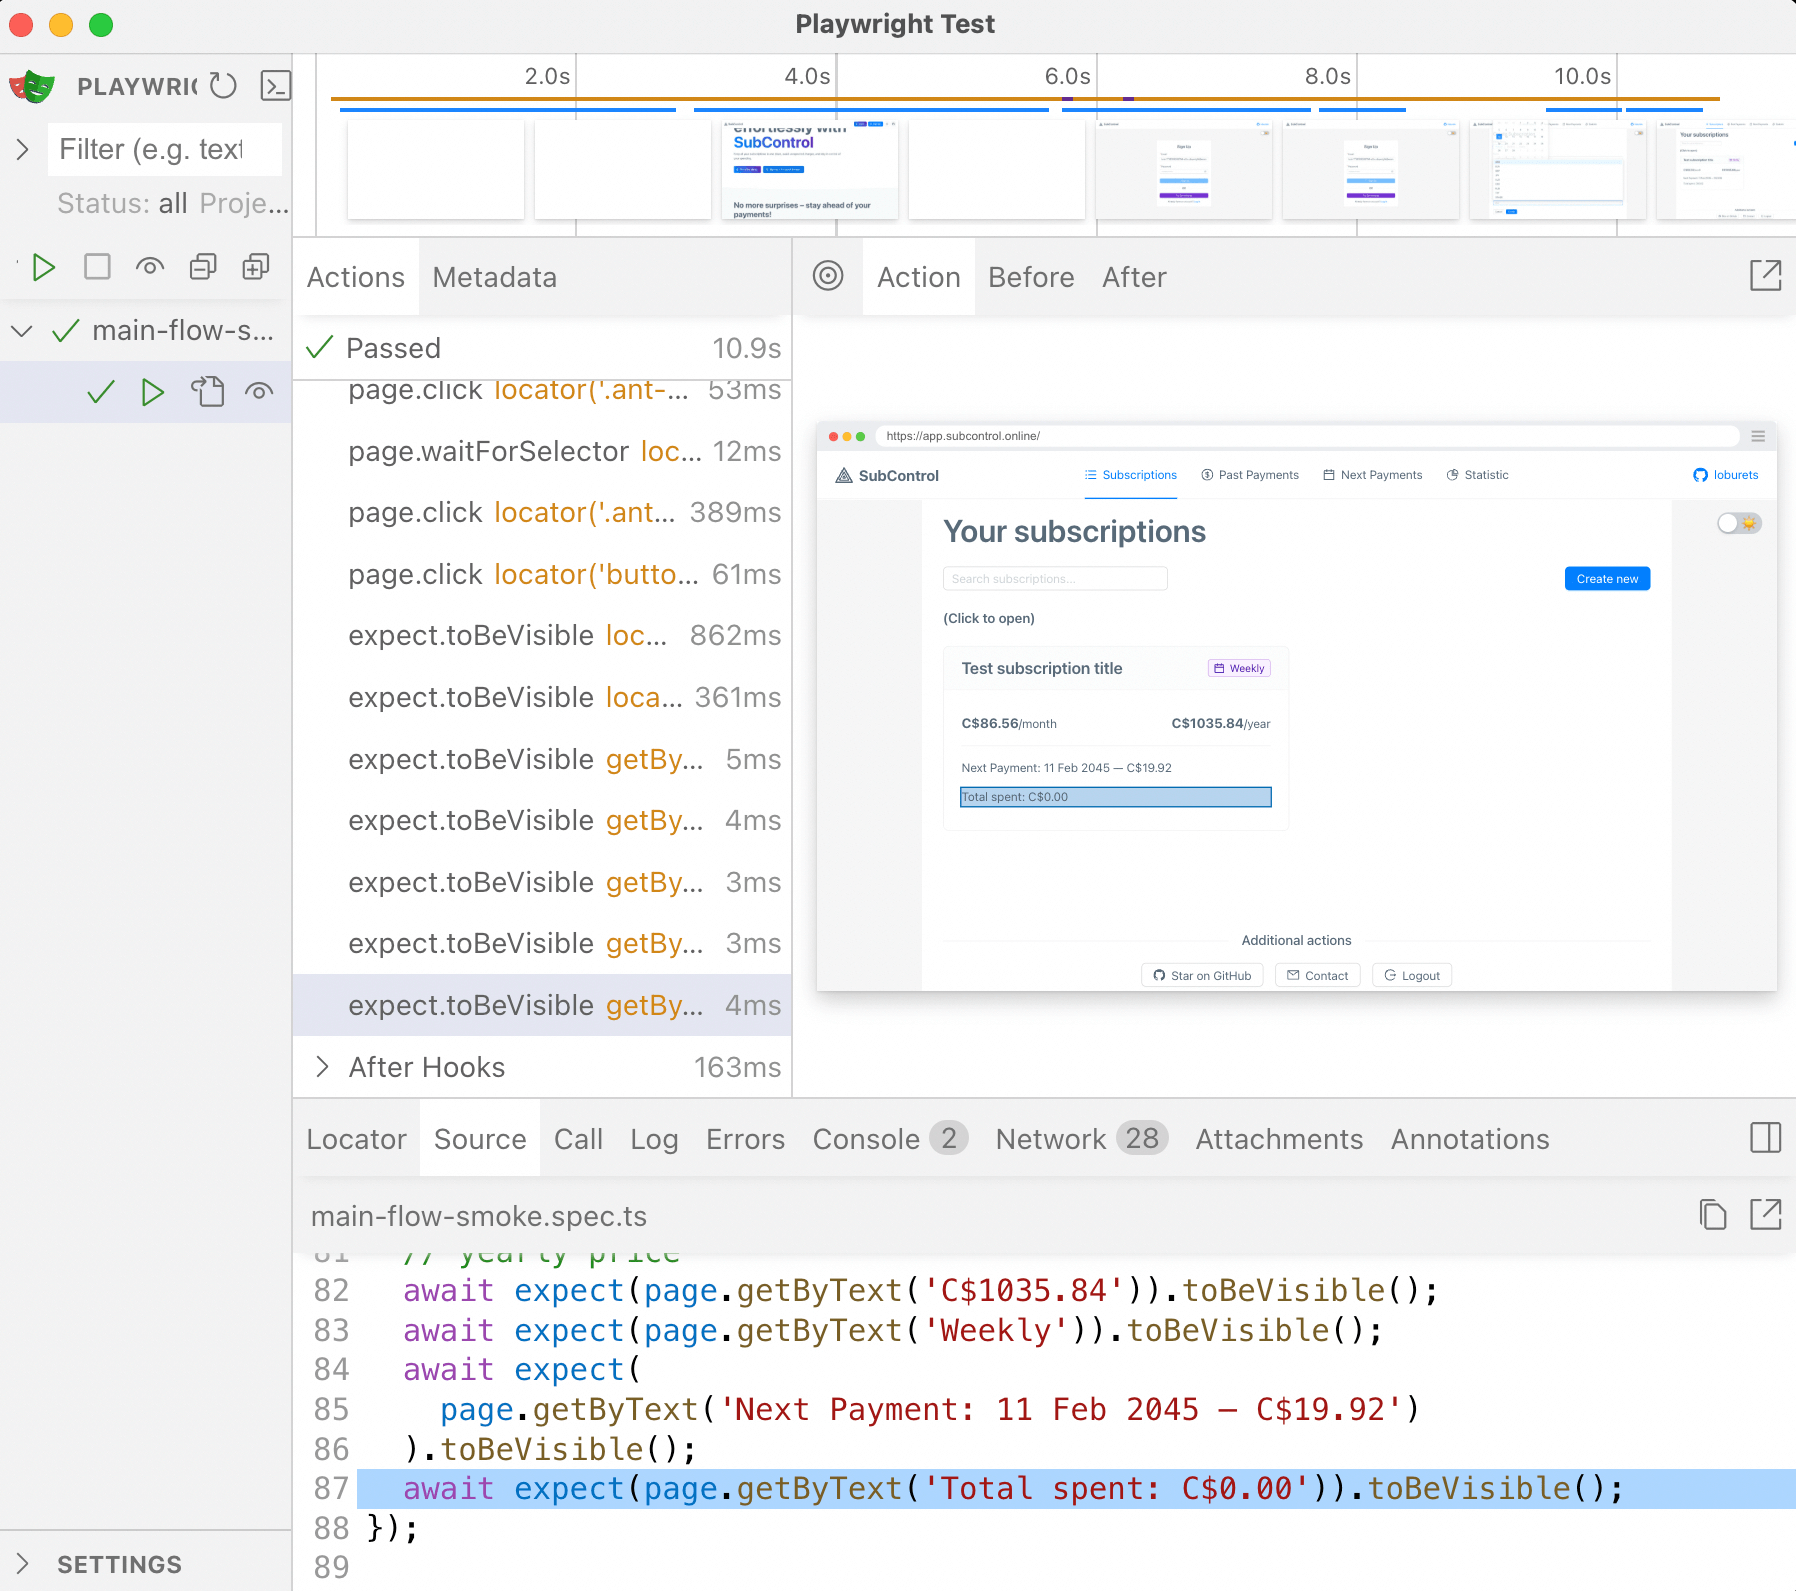 Playwright Test
PLAYWRIG
Filter (e.g. text
Status: all Proje...
main-flow-s...
SETTINGS
2.0s 4.0s 6.0s 8.0s 10.0s
effortlessly with
SubControl
No more surprises – stay ahead of your
payments!
Sign Up
Sign Up
Your subscriptions
Actions Metadata
Passed 10.9s
page.click locator('.ant-... 53ms
page.waitForSelector loc... 12ms
page.click locator('.ant... 389ms
page.click locator('butto... 61ms
expect.toBeVisible loc... 862ms
expect.toBeVisible loca... 361ms
expect.toBeVisible getBy... 5ms
expect.toBeVisible getBy... 4ms
expect.toBeVisible getBy... 3ms
expect.toBeVisible getBy... 3ms
expect.toBeVisible getBy... 4ms
After Hooks 163ms
Action Before After
https://app.subcontrol.online/
SubControl Subscriptions Past Payments Next Payments Statistic loburets
Your subscriptions
Search subscriptions...
Create new
(Click to open)
Test subscription title Weekly
C$86.56/month C$1035.84/year
Next Payment: 11 Feb 2045 — C$19.92
Total spent: C$0.00
Additional actions
Star on GitHub Contact Logout
Locator Source Call Log Errors Console 2 Network 28 Attachments Annotations
main-flow-smoke.spec.ts
81 // yearly price
82 await expect(page.getByText('C$1035.84')).toBeVisible();
83 await expect(page.getByText('Weekly')).toBeVisible();
84 await expect(
85 page.getByText('Next Payment: 11 Feb 2045 — C$19.92')
86 ).toBeVisible();
87 await expect(page.getByText('Total spent: C$0.00')).toBeVisible();
88 });
89